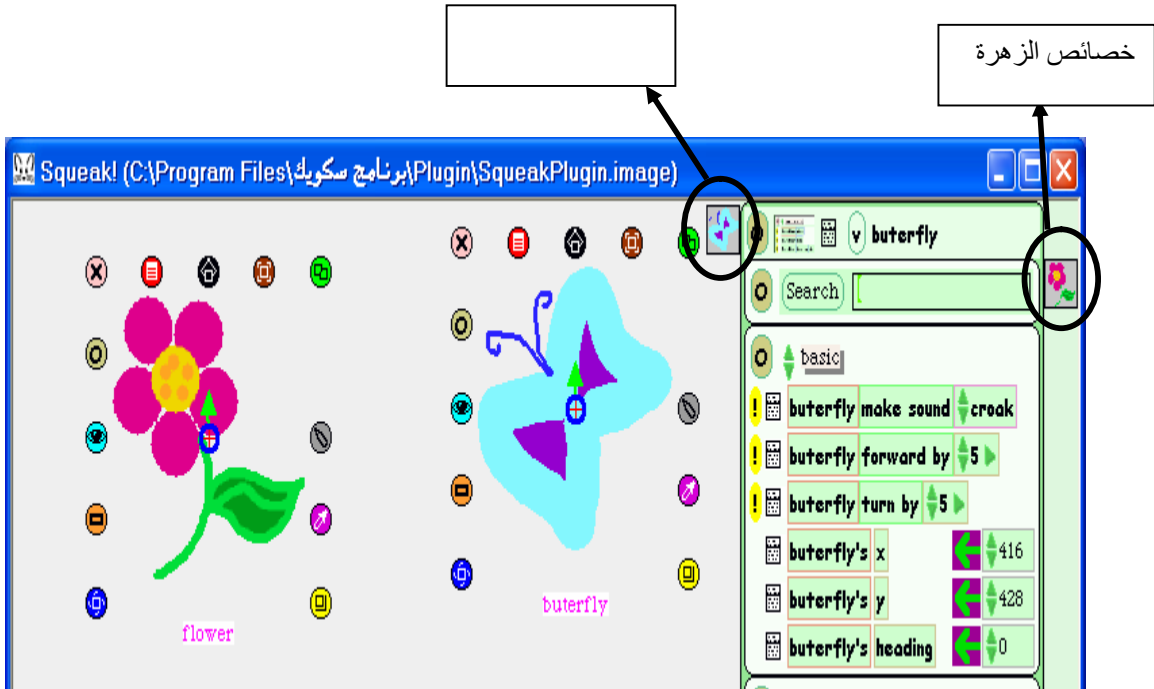 خصائص الزهرة
Squeak! (C:\Program Files\برنامج سكويك\Plugin\SqueakPlugin.image)
v buterfly
Search
basic
! buterfly make sound croak
! buterfly forward by 5
! buterfly turn by 5
buterfly's x 416
buterfly's y 428
buterfly's heading 0
flower
buterfly